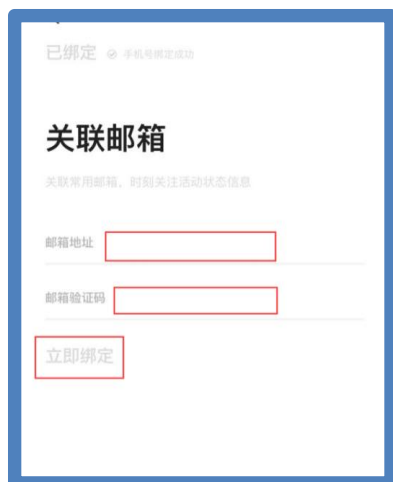 已绑定 手机号绑定成功
关联邮箱
关联常用邮箱，时刻关注活动状态信息
邮箱地址
邮箱验证码
立即绑定